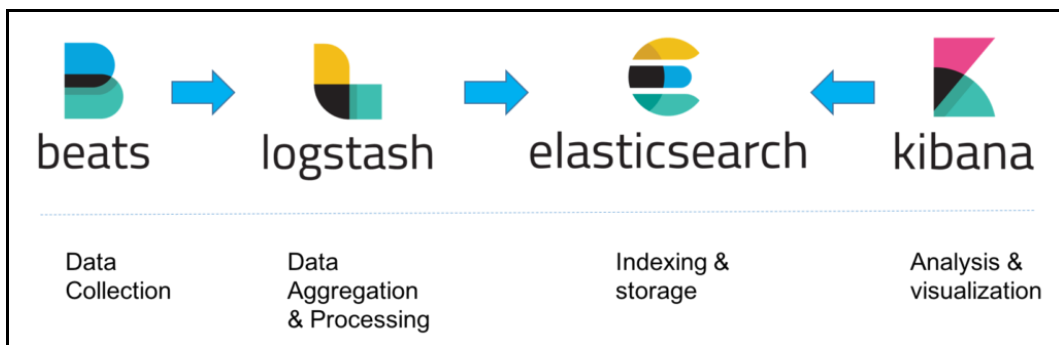 beats
logstash
elasticsearch
kibana
Data
Collection
Data
Aggregation
& Processing
Indexing &
storage
Analysis &
visualization